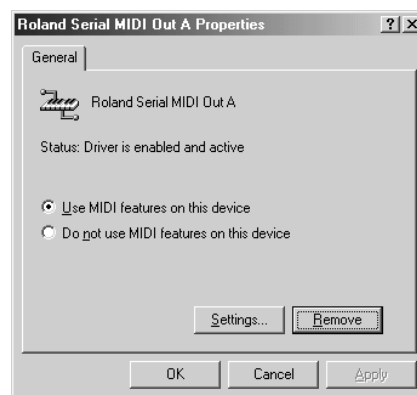 Roland Serial MIDI Out A Properties
General
Roland Serial MIDI Out A
Status: Driver is enabled and active
Use MIDI features on this device
Do not use MIDI features on this device
Settings... Remove
OK Cancel Apply